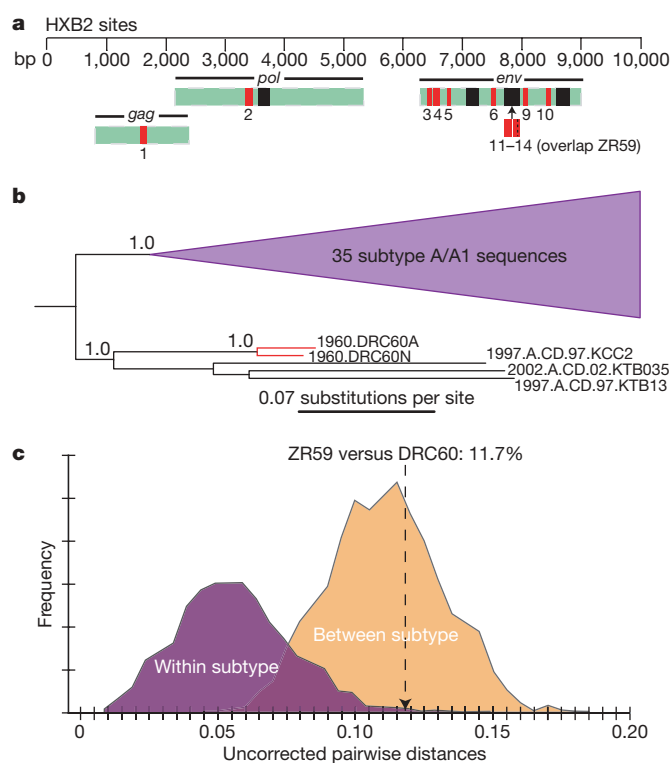 a
HXB2 sites
bp 0 1,000 2,000 3,000 4,000 5,000 6,000 7,000 8,000 9,000 10,000
pol env
2 345 6 9 10
gag
11–14 (overlap ZR59)
1
b
1.0
35 subtype A/A1 sequences
1.0 1.0 1960.DRC60A
1960.DRC60N
1997.A.CD.97.KCC2
2002.A.CD.02.KTB035
1997.A.CD.97.KTB13
0.07 substitutions per site
c
ZR59 versus DRC60: 11.7%
Frequency
Between subtype
Within subtype
0 0.05 0.10 0.15 0.20
Uncorrected pairwise distances